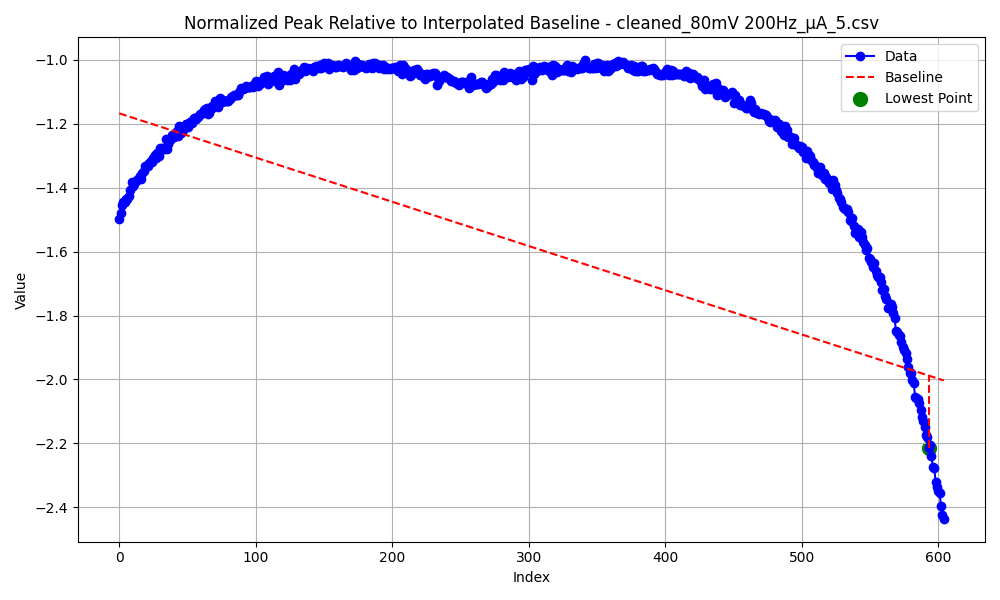 Normalized Peak Relative to Interpolated Baseline - cleaned_80mV 200Hz_μA_5.csv
Data
Baseline
Lowest Point
−1.0
−1.2
−1.4
−1.6
−1.8
−2.0
−2.2
−2.4
Value
0 100 200 300 400 500 600
Index